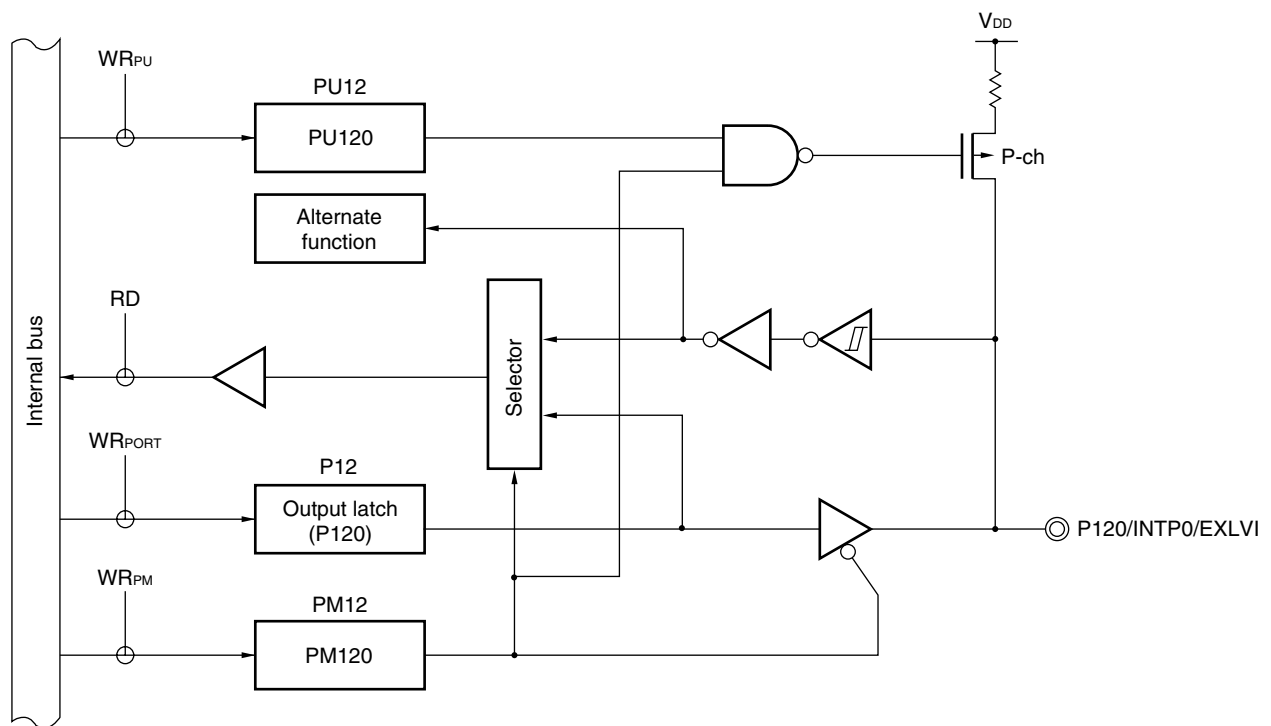 VDD
WRPU
PU12
PU120
P-ch
Alternate
function
RD
Internal bus
Selector
WRPORT
P12
Output latch
(P120)
P120/INTP0/EXLVI
WRPM
PM12
PM120